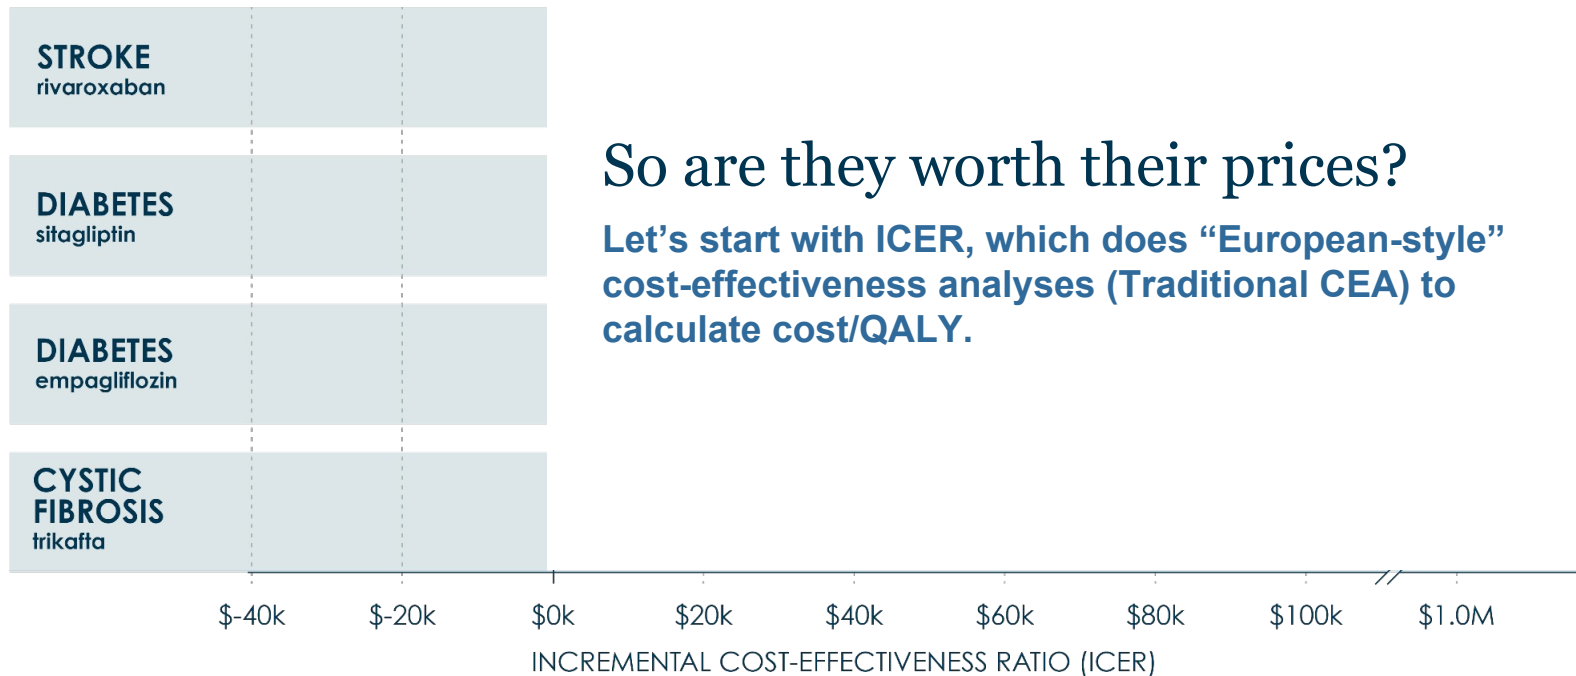 STROKE
rivaroxaban
DIABETES
sitagliptin
DIABETES
empagliflozin
CYSTIC
FIBROSIS
trikafta
So are they worth their prices?
Let’s start with ICER, which does “European-style”
cost-effectiveness analyses (Traditional CEA) to
calculate cost/QALY.
$-40k $-20k $0k $20k $40k $60k $80k $100k $1.0M
INCREMENTAL COST-EFFECTIVENESS RATIO (ICER)